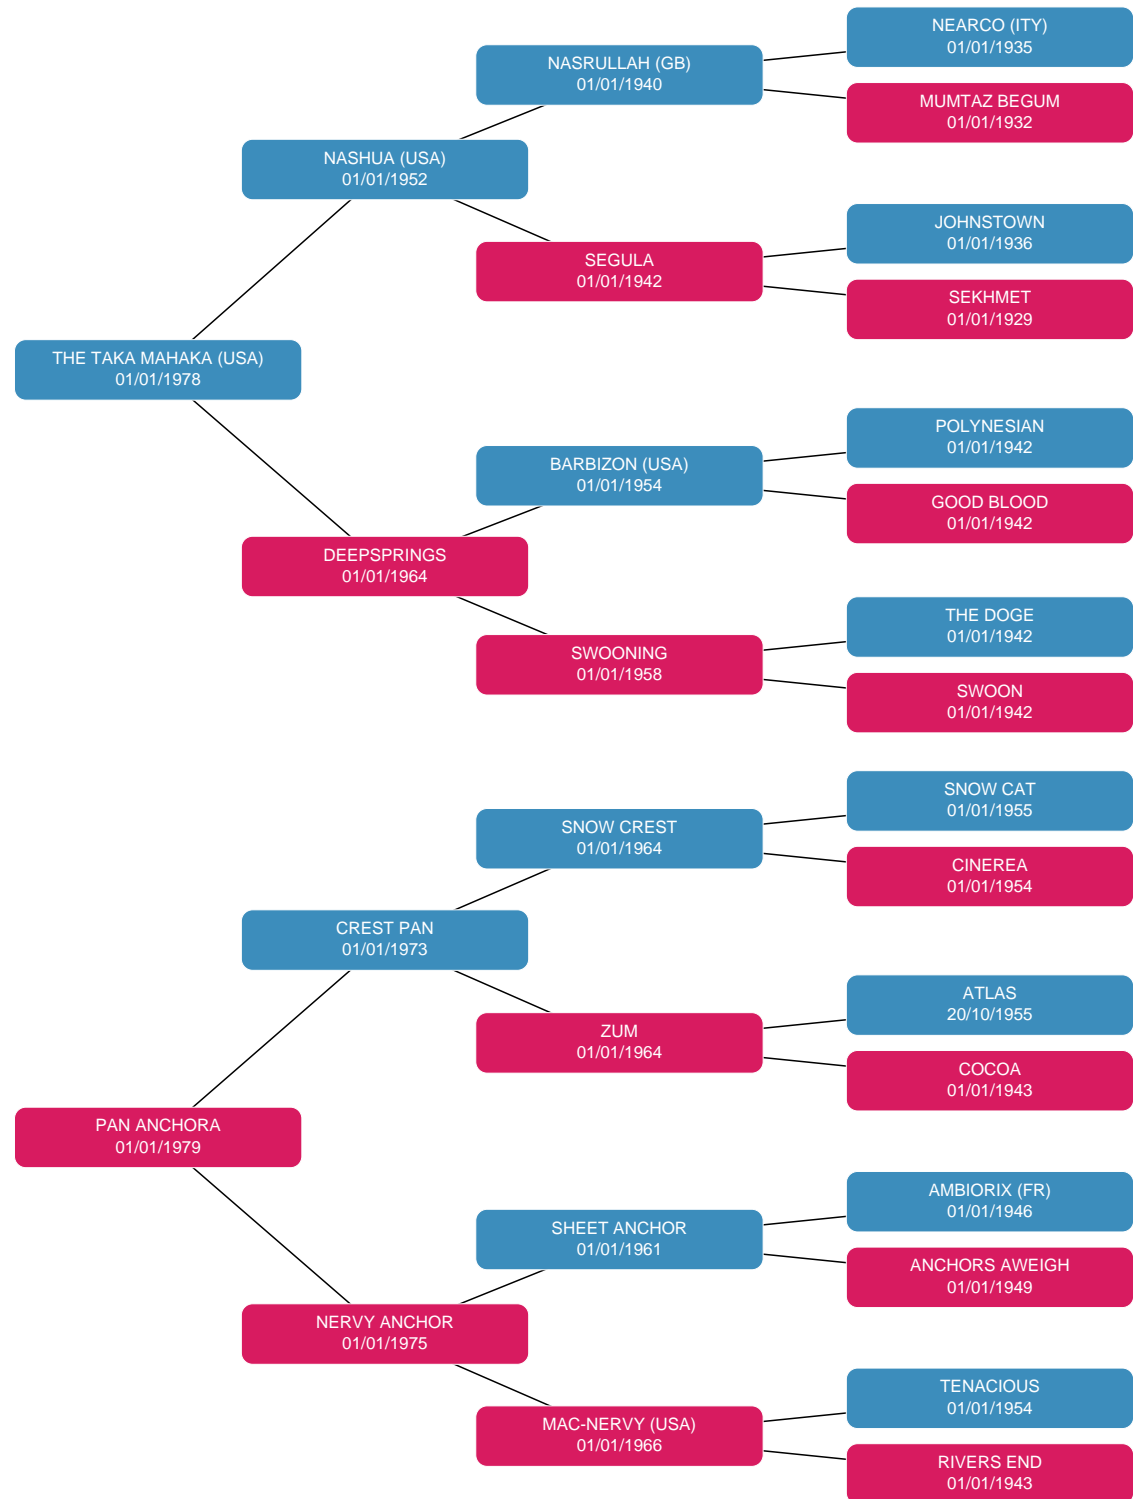 NEARCO (ITY)
01/01/1935
NASRULLAH (GB)
01/01/1940
MUMTAZ BEGUM
01/01/1932
NASHUA (USA)
01/01/1952
JOHNSTOWN
01/01/1936
SEGULA
01/01/1942
SEKHMET
01/01/1929
THE TAKA MAHAKA (USA)
01/01/1978
POLYNESIAN
01/01/1942
BARBIZON (USA)
01/01/1954
GOOD BLOOD
01/01/1942
DEEPSPRINGS
01/01/1964
THE DOGE
01/01/1942
SWOONING
01/01/1958
SWOON
01/01/1942
SNOW CAT
01/01/1955
SNOW CREST
01/01/1964
CINEREA
01/01/1954
CREST PAN
01/01/1973
ATLAS
20/10/1955
ZUM
01/01/1964
COCOA
01/01/1943
PAN ANCHORA
01/01/1979
AMBIORIX (FR)
01/01/1946
SHEET ANCHOR
01/01/1961
ANCHORS AWEIGH
01/01/1949
NERVY ANCHOR
01/01/1975
TENACIOUS
01/01/1954
MAC-NERVY (USA)
01/01/1966
RIVERS END
01/01/1943